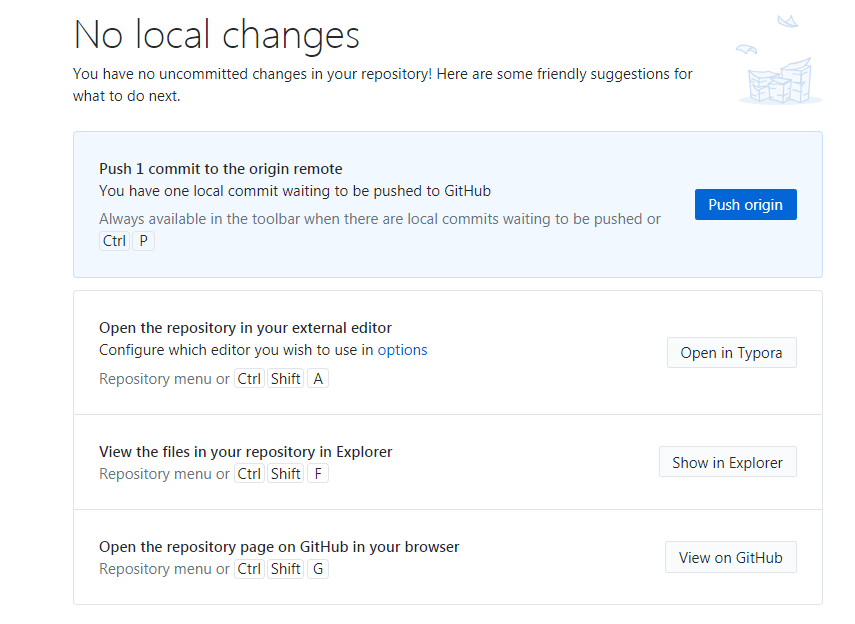 No local changes
You have no uncommitted changes in your repository! Here are some friendly suggestions for
what to do next.
Push 1 commit to the origin remote
You have one local commit waiting to be pushed to GitHub
Always available in the toolbar when there are local commits waiting to be pushed or
Ctrl P
Push origin
Open the repository in your external editor
Configure which editor you wish to use in options
Repository menu or Ctrl Shift A
Open in Typora
View the files in your repository in Explorer
Repository menu or Ctrl Shift F
Show in Explorer
Open the repository page on GitHub in your browser
Repository menu or Ctrl Shift G
View on GitHub